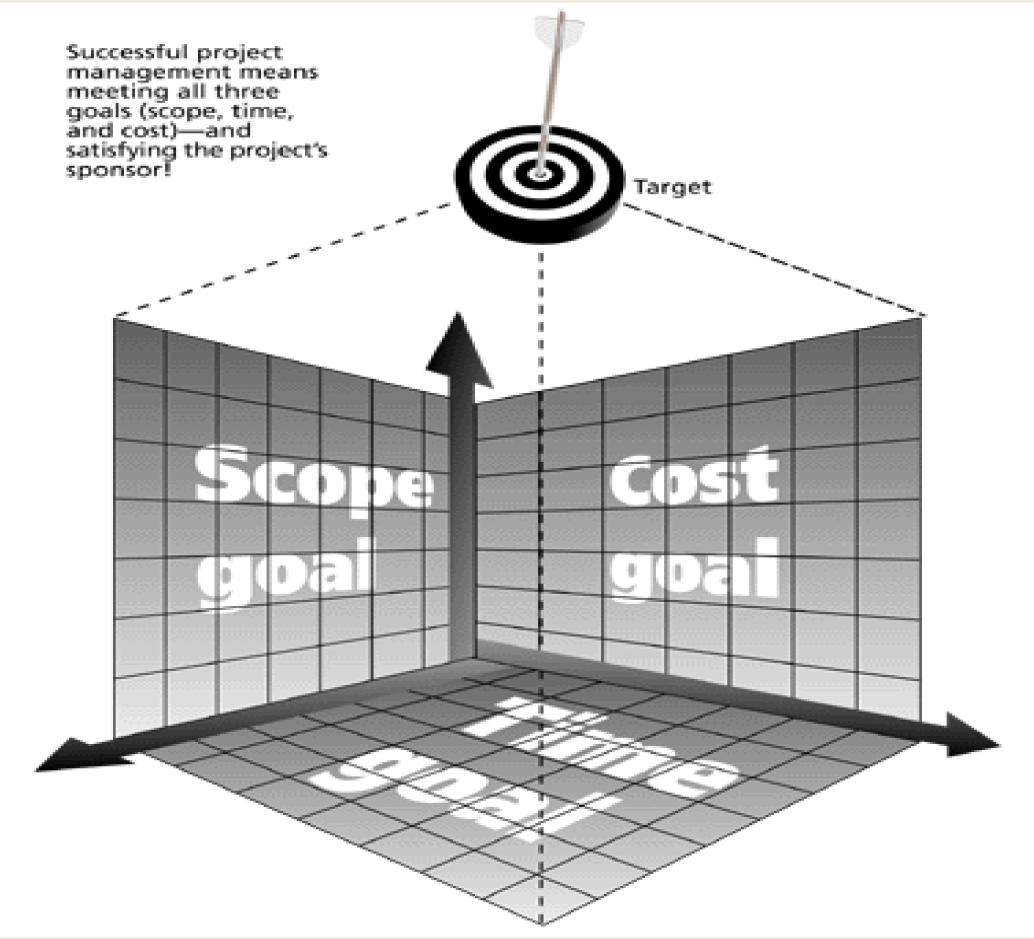 Successful project
management means
meeting all three
goals (scope, time,
and cost)—and
satisfying the project's
sponsor!
Target
Scope
goal
Cost
goal
Time
goal